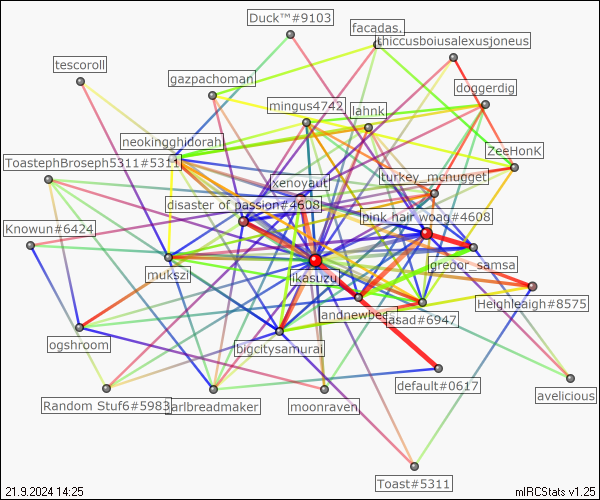 Duck™#9103
facadas.
thiccusboiusalexusjoneus
tescoroll
gazpachoman
doggerdig
mingus4742
lahnk
neokingghidorah
ZeeHonK
ToastephBroseph5311#5311
turkey_mcnugget
xenoyaut
disaster of passion#4608
pink hair woag#4608
Knowun#6424
gregor_samsa
mukszi
ikasuzu
Heighleaigh#8575
andnewbee
asad#6947
ogshroom
bigcitysamurai
default#0617
avelicious
Random Stuf6#5983
arlbreadmaker
moonraven
Toast#5311
21.9.2024 14:25
mIRCStats v1.25